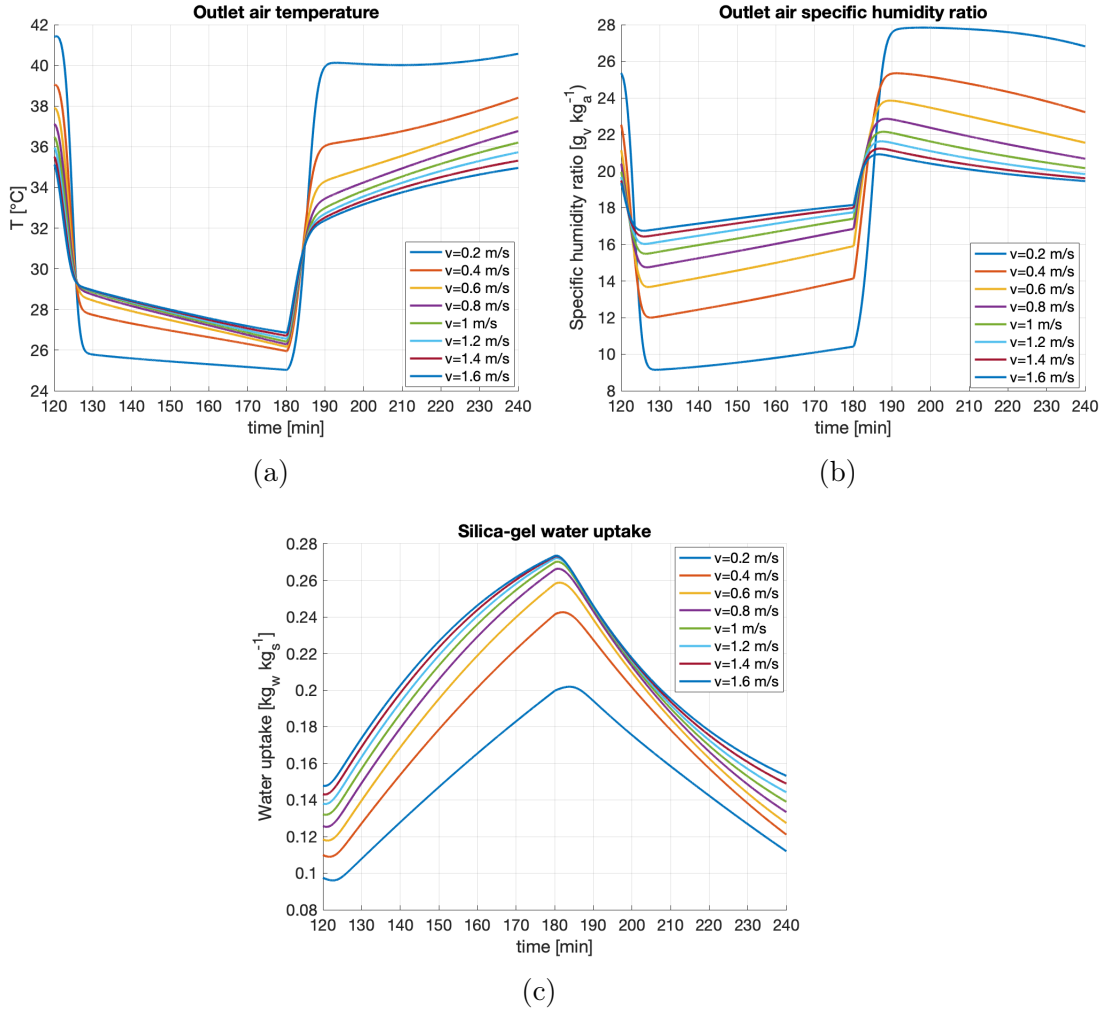 Outlet air temperature
T [°C]
42
40
38
36
34
32
30
28
26
24
120 130 140 150 160 170 180 190 200 210 220 230 240
time [min]
v=0.2 m/s
v=0.4 m/s
v=0.6 m/s
v=0.8 m/s
v=1 m/s
v=1.2 m/s
v=1.4 m/s
v=1.6 m/s
(a)
Outlet air specific humidity ratio
Specific humidity ratio [g_v kg_a^-1]
28
26
24
22
20
18
16
14
12
10
8
120 130 140 150 160 170 180 190 200 210 220 230 240
time [min]
v=0.2 m/s
v=0.4 m/s
v=0.6 m/s
v=0.8 m/s
v=1 m/s
v=1.2 m/s
v=1.4 m/s
v=1.6 m/s
(b)
Silica-gel water uptake
Water uptake [kg_w kg_s^-1]
0.28
0.26
0.24
0.22
0.2
0.18
0.16
0.14
0.12
0.1
0.08
120 130 140 150 160 170 180 190 200 210 220 230 240
time [min]
v=0.2 m/s
v=0.4 m/s
v=0.6 m/s
v=0.8 m/s
v=1 m/s
v=1.2 m/s
v=1.4 m/s
v=1.6 m/s
(c)